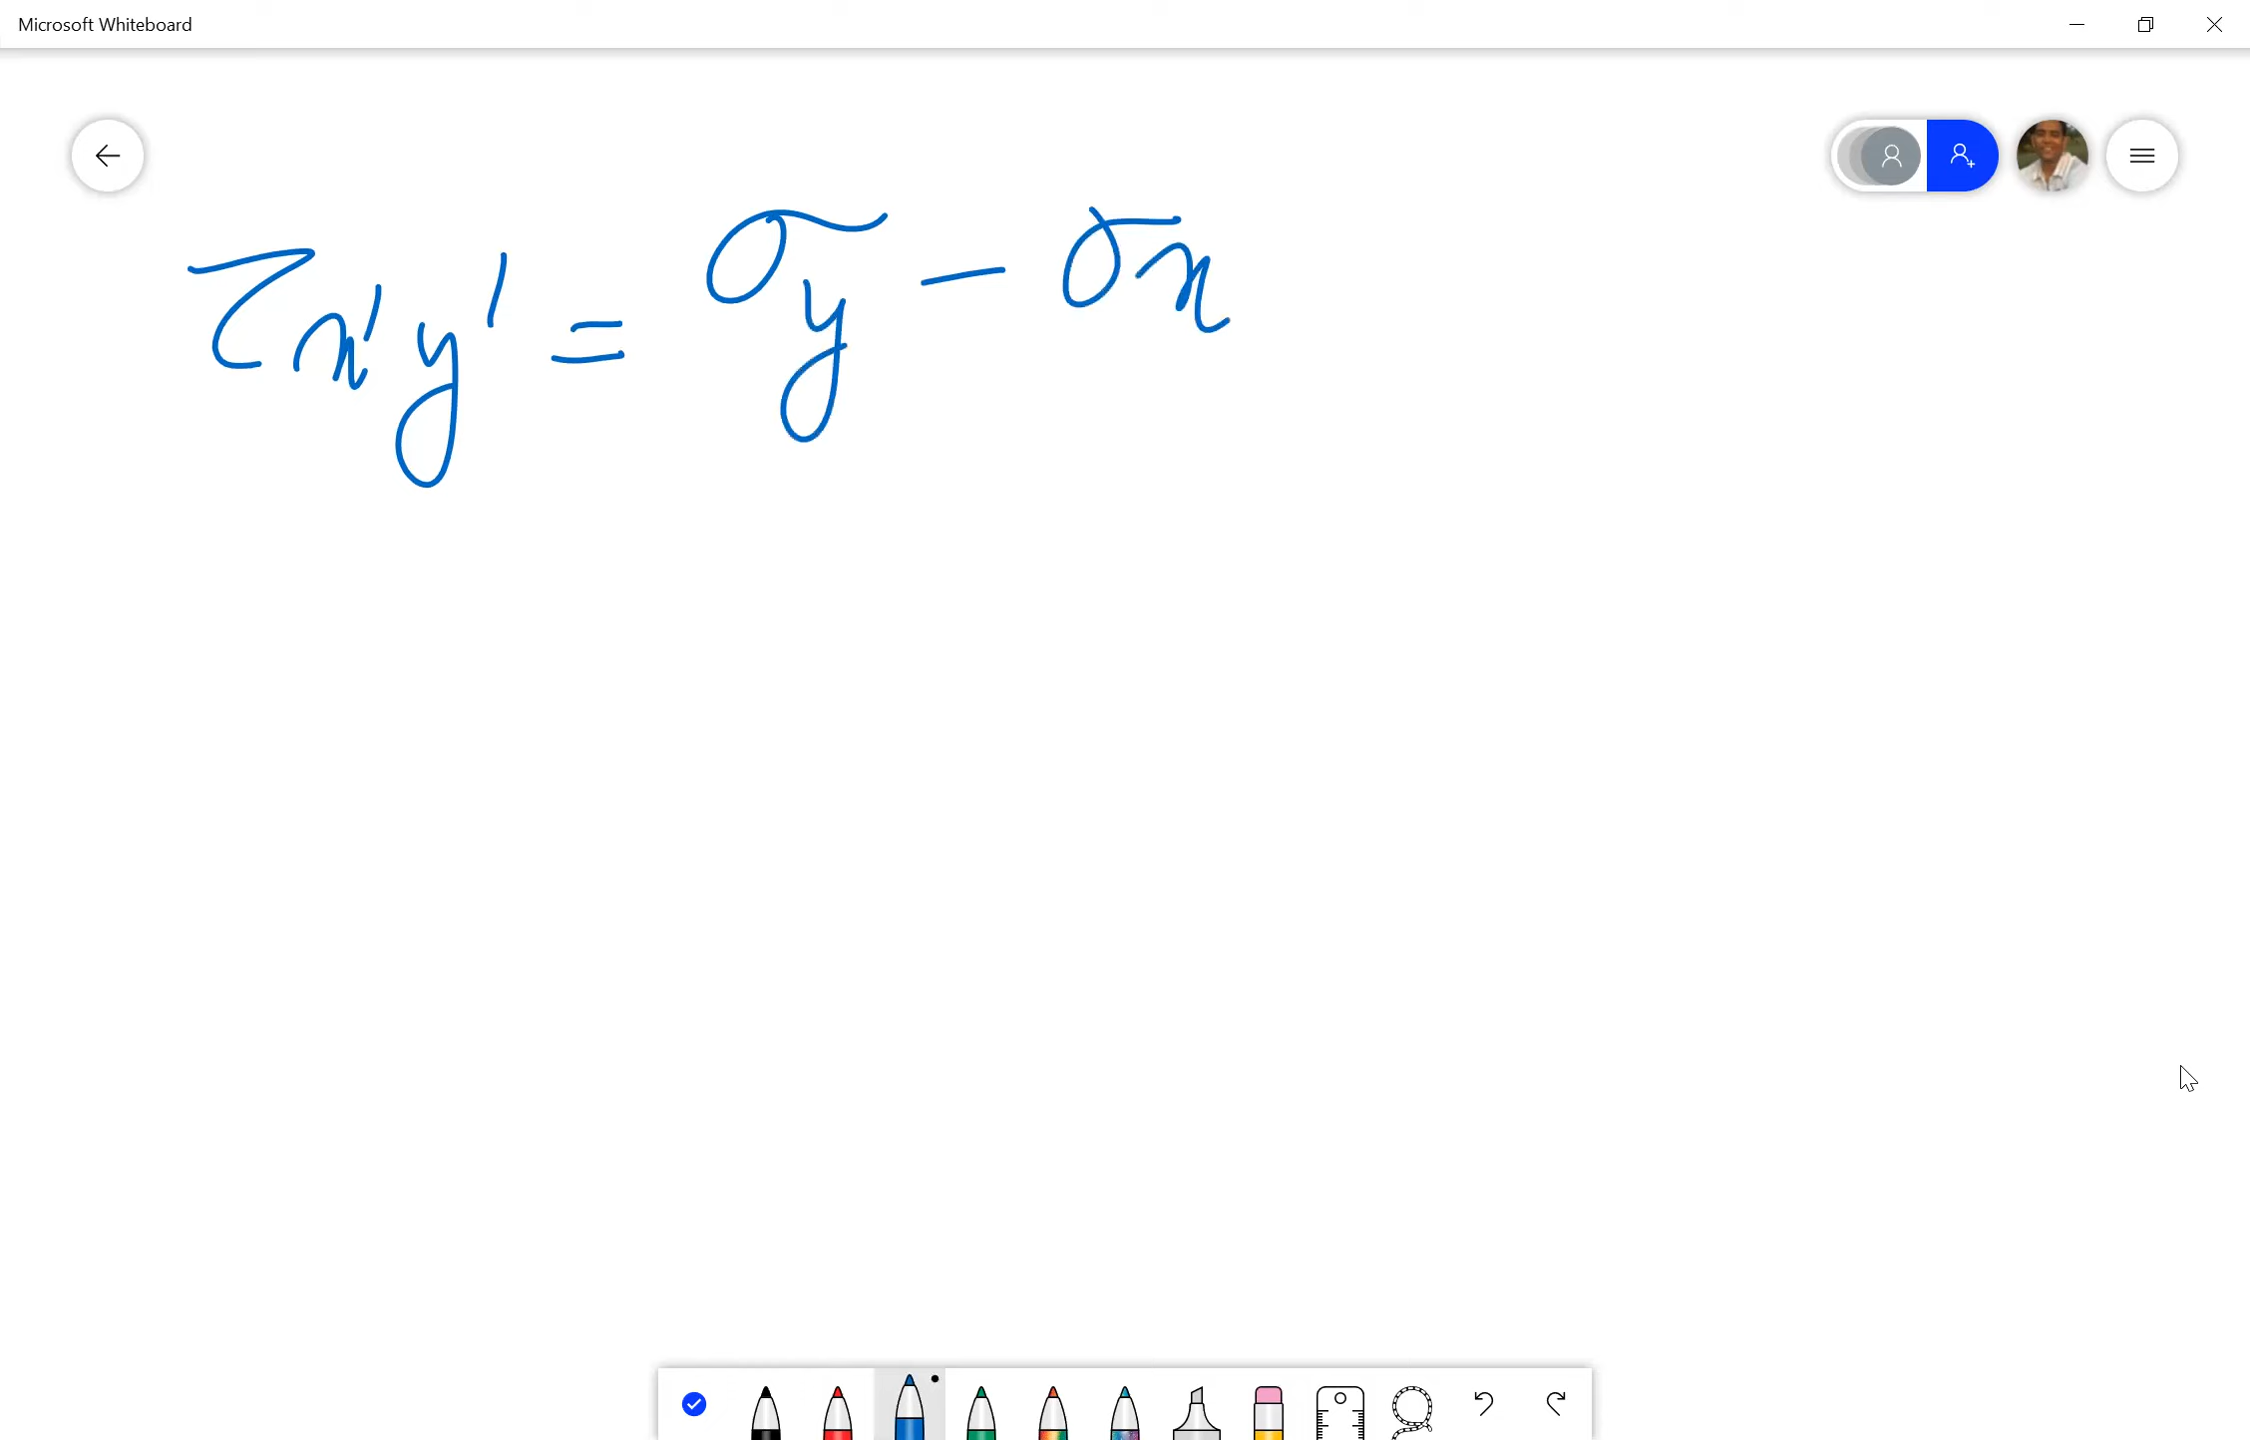 Microsoft Whiteboard
τx'y' = σy - σx